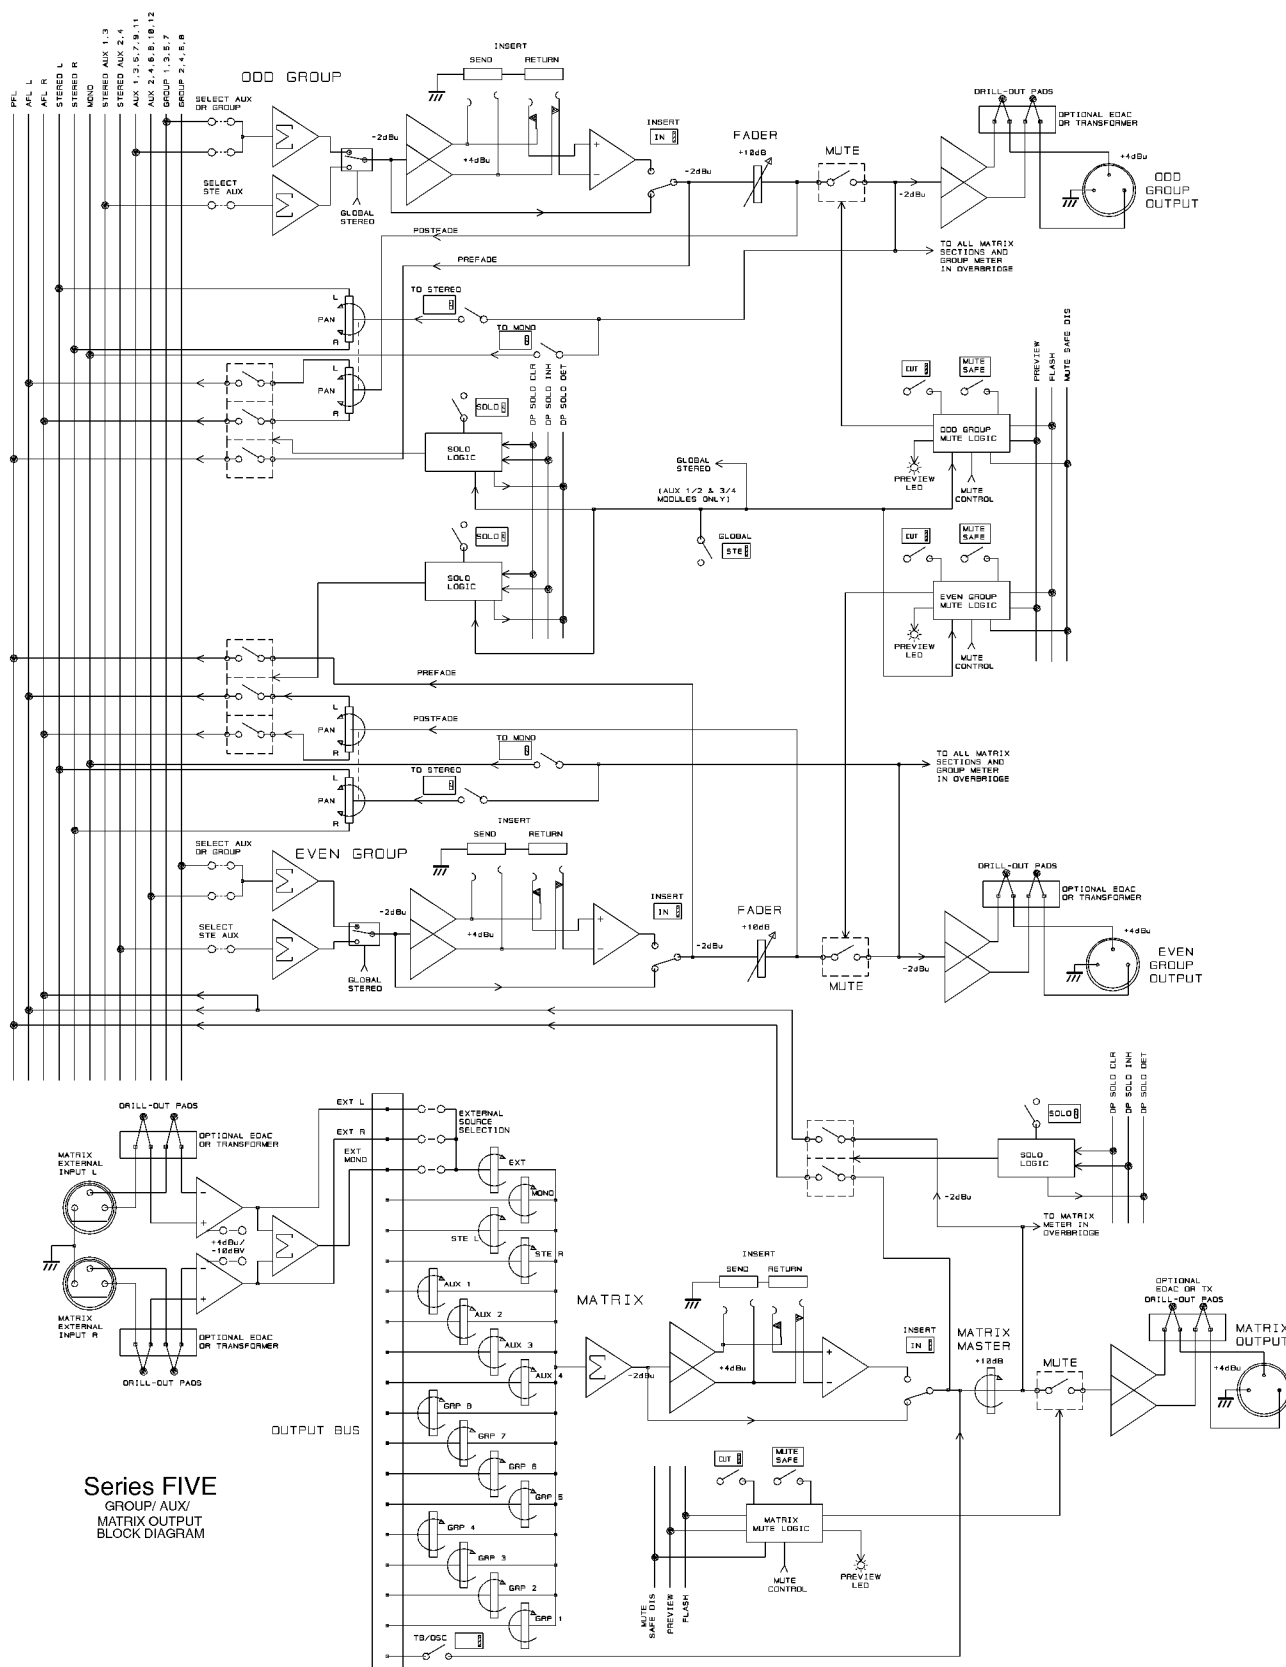 PFL
AFL L
AFL R
STEREO L
STEREO R
MONO
STEREO AUX 1,3
STEREO AUX 2,4
AUX 1,3,5,7,9,11
AUX 2,4,6,8,10,12
GROUP 1,3,5,7
GROUP 2,4,6,8
ODD GROUP
SELECT AUX
OR GROUP
SELECT
STE AUX
GLOBAL
STEREO
-2dBu
+4dBu
INSERT
SEND
RETURN
INSERT
IN
-2dBu
FADER
+10dB
MUTE
-2dBu
DRILL-OUT PADS
OPTIONAL EDAC
OR TRANSFORMER
+4dBu
ODD
GROUP
OUTPUT
POSTFADE
PREFADE
TO ALL MATRIX
SECTIONS AND
GROUP METER
IN OVERBRIDGE
L
PAN
R
TO STEREO
TO MONO
L
PAN
R
SOLO
SOLO
LOGIC
DP SOLO CLR
DP SOLO INH
DP SOLO DET
CUT
MUTE
SAFE
ODD GROUP
MUTE LOGIC
PREVIEW
LED
MUTE
CONTROL
PREVIEW
FLASH
MUTE SAFE DIS
GLOBAL
STEREO
(AUX 1/2 & 3/4
MODULES ONLY)
GLOBAL
STE
SOLO
SOLO
LOGIC
CUT
MUTE
SAFE
EVEN GROUP
MUTE LOGIC
PREVIEW
LED
MUTE
CONTROL
PREFADE
POSTFADE
L
PAN
R
TO MONO
TO STEREO
L
PAN
R
TO ALL MATRIX
SECTIONS AND
GROUP METER
IN OVERBRIDGE
SELECT AUX
OR GROUP
EVEN GROUP
SELECT
STE AUX
GLOBAL
STEREO
-2dBu
+4dBu
INSERT
SEND
RETURN
INSERT
IN
-2dBu
FADER
+10dB
MUTE
-2dBu
DRILL-OUT PADS
OPTIONAL EDAC
OR TRANSFORMER
+4dBu
EVEN
GROUP
OUTPUT
DRILL-OUT PADS
OPTIONAL EDAC
OR TRANSFORMER
MATRIX
EXTERNAL
INPUT L
+4dBu/
-10dBV
MATRIX
EXTERNAL
INPUT R
OPTIONAL EDAC
OR TRANSFORMER
DRILL-OUT PADS
EXT L
EXT R
EXT
MONO
EXTERNAL
SOURCE
SELECTION
EXT
MONO
STE L
STE R
AUX 1
AUX 2
AUX 3
AUX 4
GRP 8
GRP 7
GRP 6
GRP 5
GRP 4
GRP 3
GRP 2
GRP 1
TB/OSC
OUTPUT BUS
MATRIX
-2dBu
+4dBu
INSERT
SEND
RETURN
INSERT
IN
MATRIX
MASTER
+10dB
MUTE
SOLO
SOLO
LOGIC
DP SOLO CLR
DP SOLO INH
DP SOLO DET
-2dBu
TO MATRIX
METER IN
OVERBRIDGE
OPTIONAL
EDAC OR TX
DRILL-OUT PADS
+4dBu
MATRIX
OUTPUT
CUT
MUTE
SAFE
MATRIX
MUTE LOGIC
MUTE
CONTROL
PREVIEW
LED
MUTE
SAFE DIS
PREVIEW
FLASH
Series FIVE
GROUP/ AUX/
MATRIX OUTPUT
BLOCK DIAGRAM